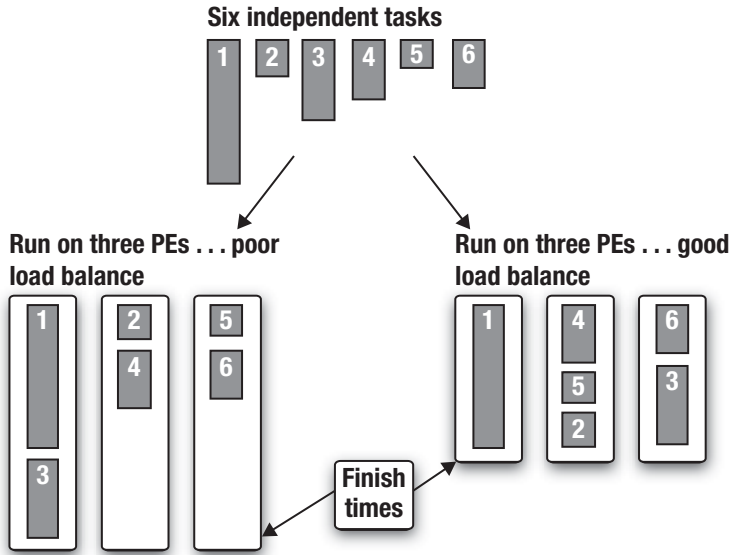 Six independent tasks
1 2 3 4 5 6
Run on three PEs . . . poor
load balance
1 2 5
4 6
3
Run on three PEs . . . good
load balance
1 4 6
5 3
2
Finish
times